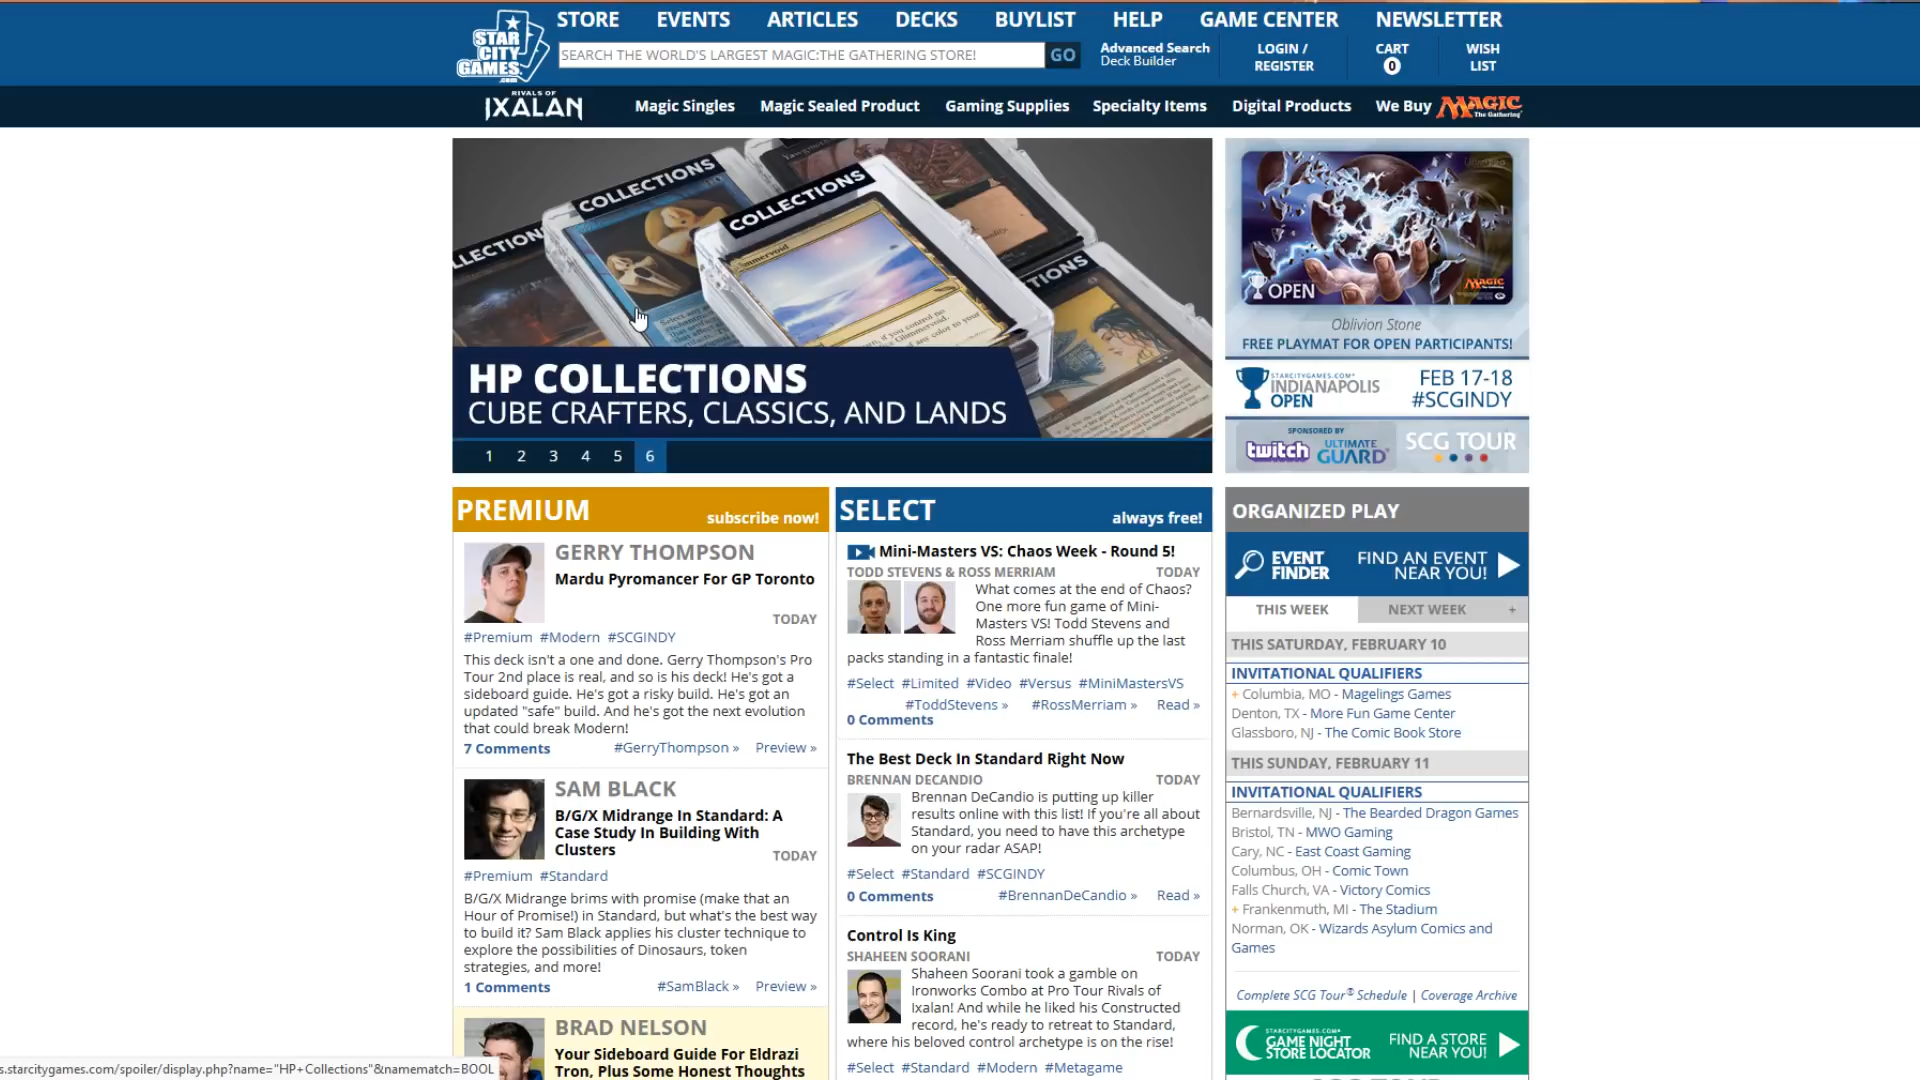 STAR
CITY
GAMES
.com
STORE EVENTS ARTICLES DECKS BUYLIST HELP GAME CENTER NEWSLETTER
SEARCH THE WORLD'S LARGEST MAGIC:THE GATHERING STORE! GO
Advanced Search
Deck Builder
LOGIN /
REGISTER
CART
0
WISH
LIST
RIVALS OF
IXALAN
Magic Singles Magic Sealed Product Gaming Supplies Specialty Items Digital Products We Buy MAGIC
The Gathering
COLLECTIONS
COLLECTIONS
HP COLLECTIONS
CUBE CRAFTERS, CLASSICS, AND LANDS
1 2 3 4 5 6
OPEN
MAGIC
Oblivion Stone
FREE PLAYMAT FOR OPEN PARTICIPANTS!
STARCITYGAMES.COM®
INDIANAPOLIS
OPEN
FEB 17-18
#SCGINDY
SPONSORED BY
twitch
ULTIMATE
GUARD
SCG TOUR
PREMIUM subscribe now!
GERRY THOMPSON
Mardu Pyromancer For GP Toronto
TODAY
#Premium #Modern #SCGINDY
This deck isn't a one and done. Gerry Thompson's Pro
Tour 2nd place is real, and so is his deck! He's got a
sideboard guide. He's got a risky build. He's got an
updated "safe" build. And he's got the next evolution
that could break Modern!
7 Comments #GerryThompson » Preview »
SAM BLACK
B/G/X Midrange In Standard: A
Case Study In Building With
Clusters
TODAY
#Premium #Standard
B/G/X Midrange brims with promise (make that an
Hour of Promise!) in Standard, but what's the best way
to build it? Sam Black applies his cluster technique to
explore the possibilities of Dinosaurs, token
strategies, and more!
1 Comments #SamBlack » Preview »
BRAD NELSON
Your Sideboard Guide For Eldrazi
Tron, Plus Some Honest Thoughts
s.starcitygames.com/spoiler/display.php?name="HP+Collections"&namematch=BOOL
SELECT always free!
Mini-Masters VS: Chaos Week - Round 5!
TODD STEVENS & ROSS MERRIAM TODAY
What comes at the end of Chaos?
One more fun game of Mini-
Masters VS! Todd Stevens and
Ross Merriam shuffle up the last
packs standing in a fantastic finale!
#Select #Limited #Video #Versus #MiniMastersVS
#ToddStevens » #RossMerriam » Read »
0 Comments
The Best Deck In Standard Right Now
BRENNAN DECANDIO TODAY
Brennan DeCandio is putting up killer
results online with this list! If you're all about
Standard, you need to have this archetype
on your radar ASAP!
#Select #Standard #SCGINDY
0 Comments #BrennanDeCandio » Read »
Control Is King
SHAHEEN SOORANI TODAY
Shaheen Soorani took a gamble on
Ironworks Combo at Pro Tour Rivals of
Ixalan! And while he liked his Constructed
record, he's ready to retreat to Standard,
where his beloved control archetype is on the rise!
#Select #Standard #Modern #Metagame
ORGANIZED PLAY
EVENT
FINDER
FIND AN EVENT
NEAR YOU!
THIS WEEK NEXT WEEK +
THIS SATURDAY, FEBRUARY 10
INVITATIONAL QUALIFIERS
+ Columbia, MO - Magelings Games
Denton, TX - More Fun Game Center
Glassboro, NJ - The Comic Book Store
THIS SUNDAY, FEBRUARY 11
INVITATIONAL QUALIFIERS
Bernardsville, NJ - The Bearded Dragon Games
Bristol, TN - MWO Gaming
Cary, NC - East Coast Gaming
Columbus, OH - Comic Town
Falls Church, VA - Victory Comics
+ Frankenmuth, MI - The Stadium
Norman, OK - Wizards Asylum Comics and
Games
Complete SCG Tour® Schedule | Coverage Archive
STARCITYGAMES.COM®
GAME NIGHT
STORE LOCATOR
FIND A STORE
NEAR YOU!